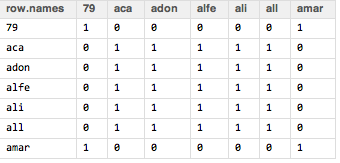 row.names 79 aca adon alfe ali all amar
79 1 0 0 0 0 0 1
aca 0 1 1 1 1 1 0
adon 0 1 1 1 1 1 0
alfe 0 1 1 1 1 1 0
ali 0 1 1 1 1 1 0
all 0 1 1 1 1 1 0
amar 1 0 0 0 0 0 1